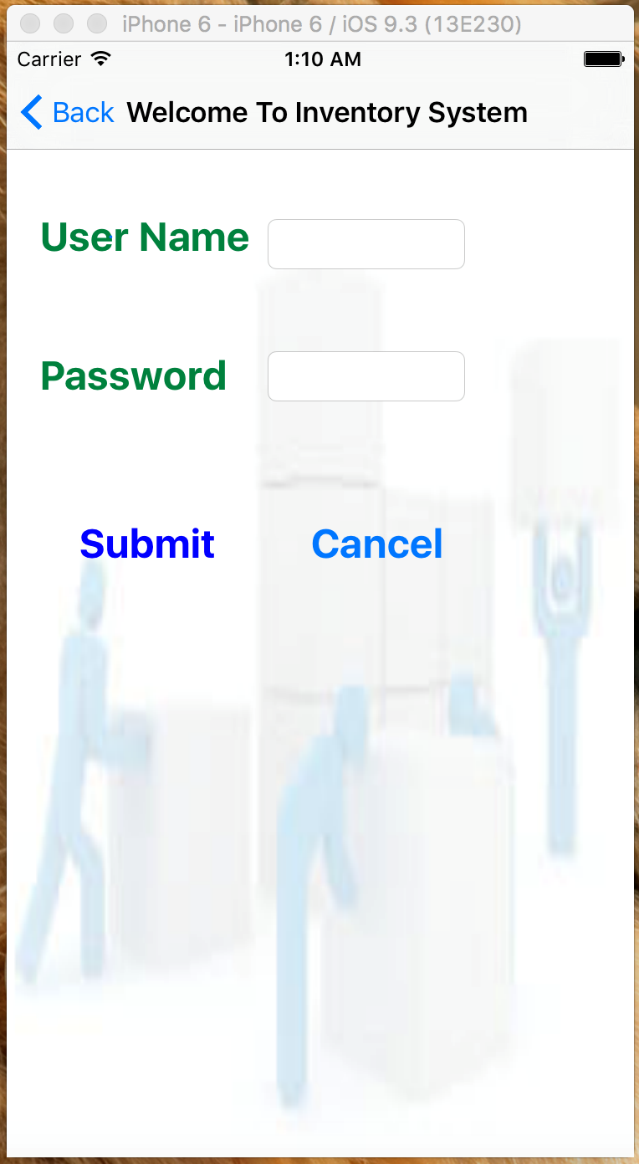 iPhone 6 - iPhone 6 / iOS 9.3 (13E230)
Carrier 1:10 AM
Back Welcome To Inventory System
User Name
Password
Submit Cancel